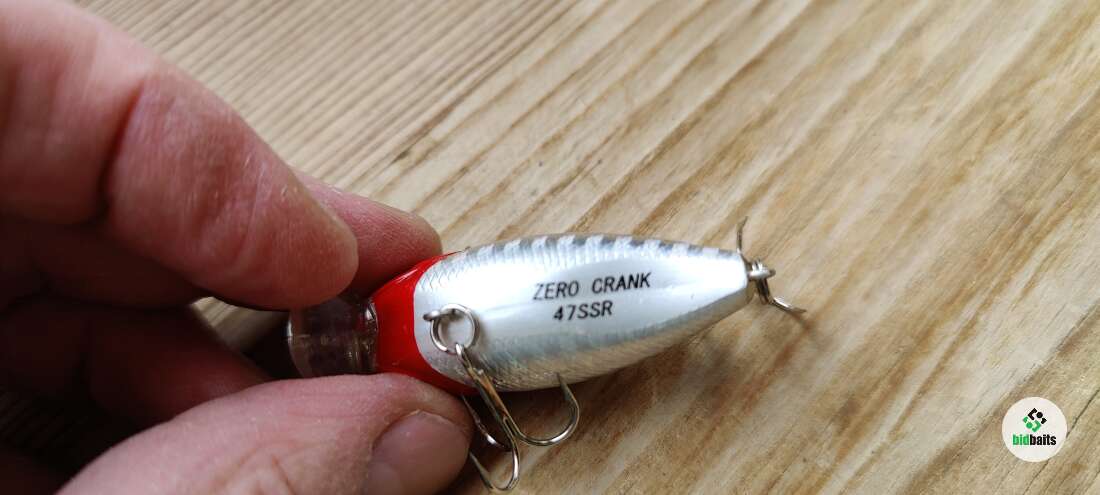 ZERO CRANK
47SSR
bidbaits